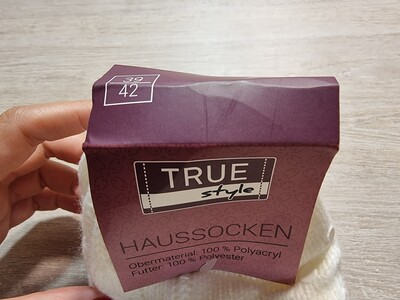 39
42
TRUE
style
HAUSSOCKEN
Obermaterial: 100 % Polyacryl
Futter: 100 % Polyester